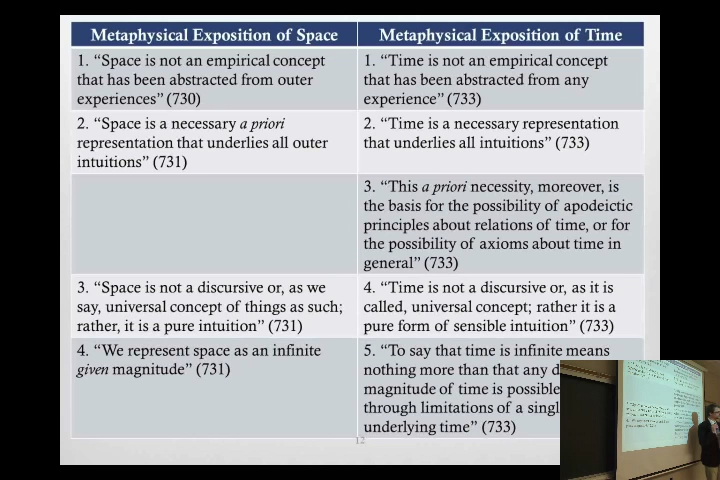 Metaphysical Exposition of Space
Metaphysical Exposition of Time
1. “Space is not an empirical concept
that has been abstracted from outer
experiences” (730)
1. “Time is not an empirical concept
that has been abstracted from any
experience” (733)
2. “Space is a necessary a priori
representation that underlies all outer
intuitions” (731)
2. “Time is a necessary representation
that underlies all intuitions” (733)
3. “This a priori necessity, moreover, is
the basis for the possibility of apodeictic
principles about relations of time, or for
the possibility of axioms about time in
general” (733)
3. “Space is not a discursive or, as we
say, universal concept of things as such;
rather, it is a pure intuition” (731)
4. “Time is not a discursive or, as it is
called, universal concept; rather it is a
pure form of sensible intuition” (733)
4. “We represent space as an infinite
given magnitude” (731)
5. “To say that time is infinite means
nothing more than that any
magnitude of time is possible
through limitations of a
underlying time” (733)
12